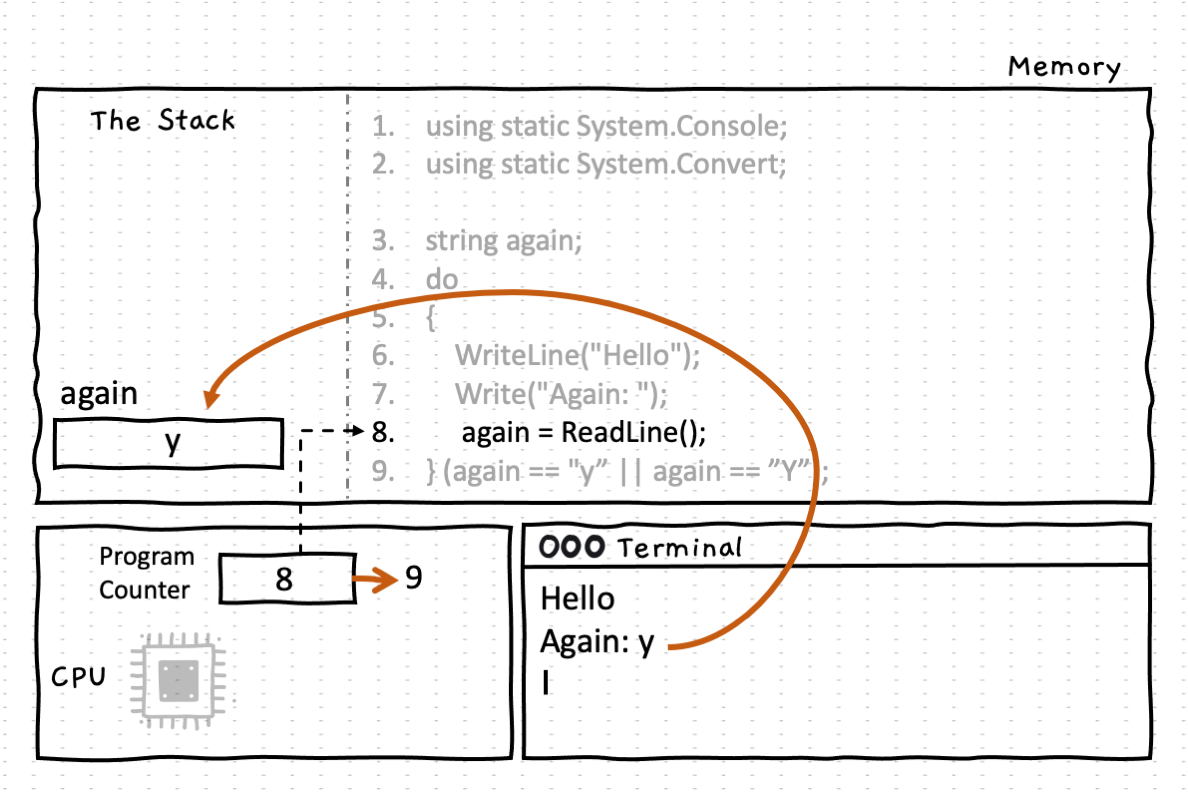 Memory
The Stack
1. using static System.Console;
2. using static System.Convert;
3. string again;
4. do
5. {
6. WriteLine("Hello");
7. Write("Again: ");
8. again = ReadLine();
9. } (again == "y” || again == ”Y” ;
again
y
Program
Counter
8
9
CPU
OOO Terminal
Hello
Again: y
|